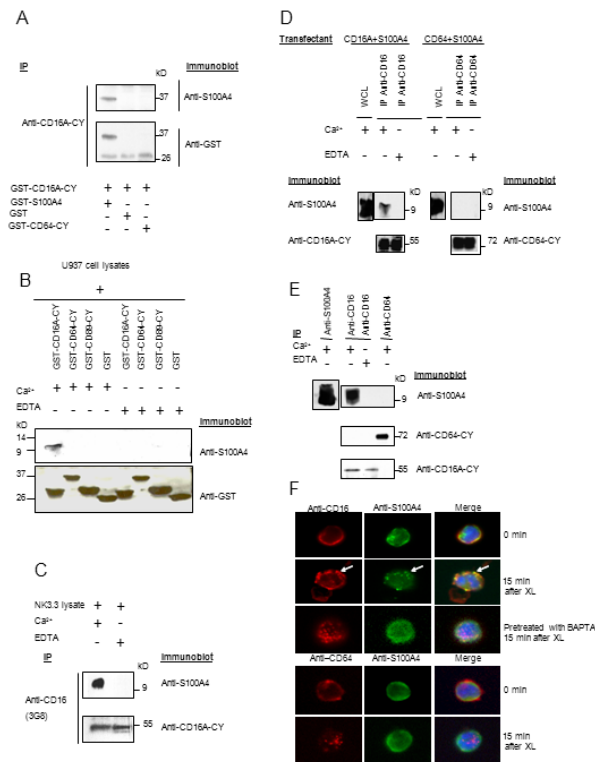 A
IP
Immunoblot
kD
Anti-CD16A-CY
37
Anti-S100A4
37
26
Anti-GST
GST-CD16A-CY + + +
GST-S100A4 +
GST +
GST-CD64-CY +
B
U937 cell lysates
+
GST-CD16A-CY
GST-CD64-CY
GST-CD89-CY
GST
GST-CD16A-CY
GST-CD64-CY
GST-CD89-CY
GST
Ca²⁺ + + + + - - - -
EDTA - - - - + + + +
kD
Immunoblot
14
9
Anti-S100A4
37
26
Anti-GST
C
NK3.3 lysate + +
Ca²⁺ + -
EDTA - +
IP
kD
Immunoblot
Anti-CD16
(3G8)
9
Anti-S100A4
55
Anti-CD16A-CY
D
Transfectant
CD16A+S100A4
CD64+S100A4
WCL
IP Anti-CD16
IP Anti-CD16
WCL
IP Anti-CD64
IP Anti-CD64
Ca²⁺ + + - + + -
EDTA - - + - - +
Immunoblot
kD
kD
Immunoblot
Anti-S100A4
9
9
Anti-S100A4
Anti-CD16A-CY
55
72
Anti-CD64-CY
E
IP
Anti-S100A4
Anti-CD16
Anti-CD16
Anti-CD64
Ca²⁺ + + - +
EDTA - - + -
kD
Immunoblot
9
Anti-S100A4
72
Anti-CD64-CY
55
Anti-CD16A-CY
F
Anti-CD16
Anti-S100A4
Merge
0 min
15 min
after XL
Pretreated with BAPTA
15 min after XL
Anti-CD64
Anti-S100A4
Merge
0 min
15 min
after XL